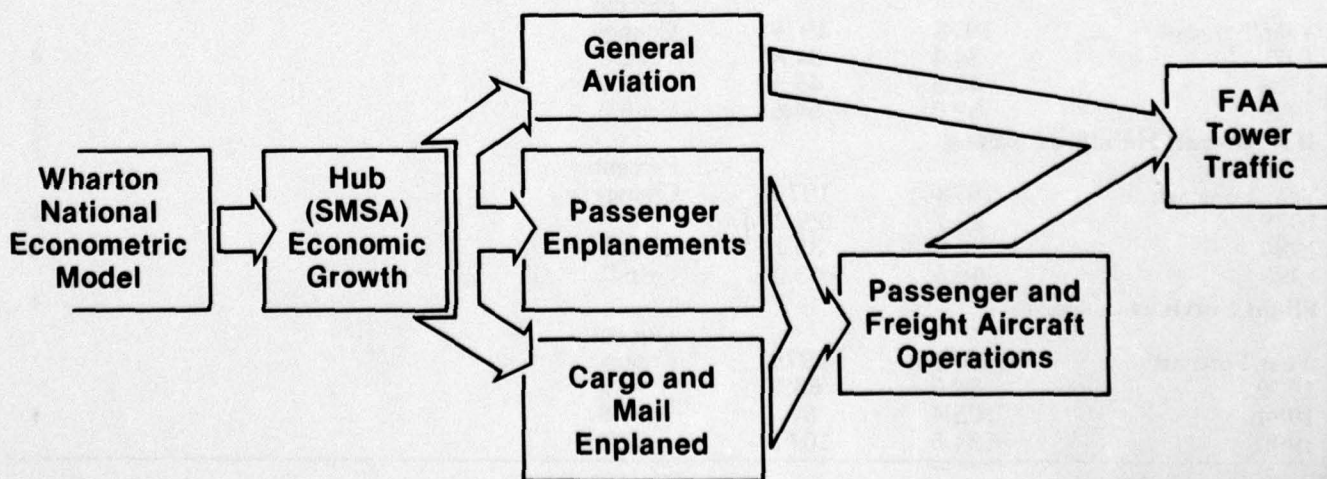 General
Aviation
FAA
Tower
Traffic
Wharton
National
Econometric
Model
Hub
(SMSA)
Economic
Growth
Passenger
Enplanements
Passenger and
Freight Aircraft
Operations
Cargo and
Mail
Enplaned